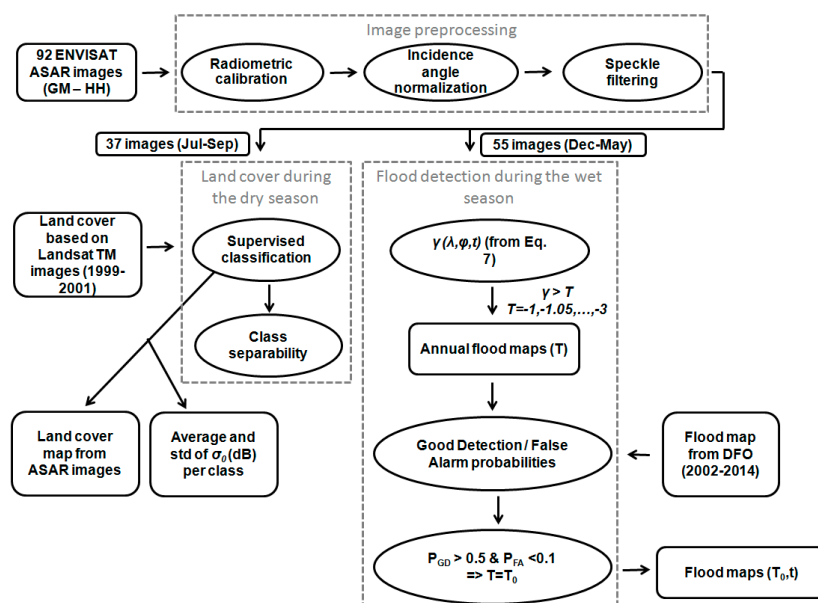 Image preprocessing
92 ENVISAT
ASAR images
(GM – HH)
Radiometric
calibration
Incidence
angle
normalization
Speckle
filtering
37 images (Jul-Sep)
55 images (Dec-May)
Land cover during
the dry season
Flood detection during the wet
season
Land cover
based on
Landsat TM
images (1999-
2001)
Supervised
classification
Class
separability
γ(λ,φ,t) (from Eq.
7)
γ > T
T=-1,-1.05,…,-3
Annual flood maps (T)
Land cover
map from
ASAR images
Average and
std of σ₀(dB)
per class
Good Detection / False
Alarm probabilities
Flood map
from DFO
(2002-2014)
P_GD > 0.5 & P_FA <0.1
=> T=T₀
Flood maps (T₀,t)